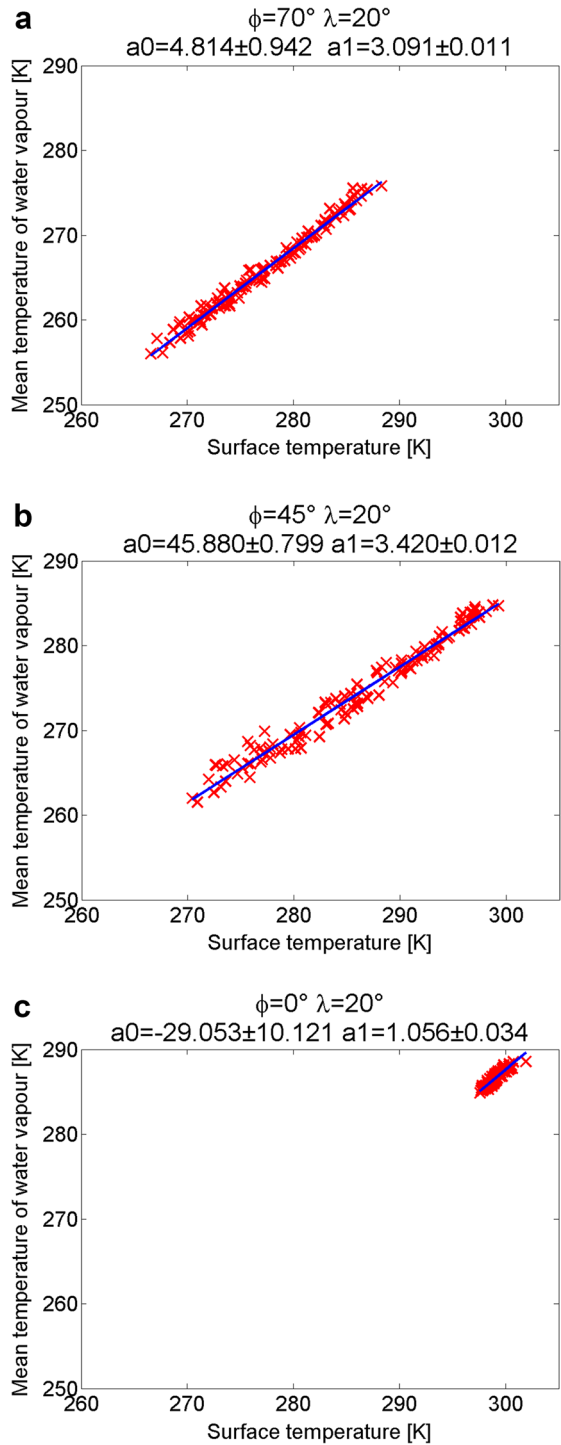 a
ϕ=70° λ=20°
a0=4.814±0.942 a1=3.091±0.011
Mean temperature of water vapour [K]
290
280
270
260
250
260 270 280 290 300
Surface temperature [K]
b
ϕ=45° λ=20°
a0=45.880±0.799 a1=3.420±0.012
Mean temperature of water vapour [K]
290
280
270
260
250
260 270 280 290 300
Surface temperature [K]
c
ϕ=0° λ=20°
a0=-29.053±10.121 a1=1.056±0.034
Mean temperature of water vapour [K]
290
280
270
260
250
260 270 280 290 300
Surface temperature [K]